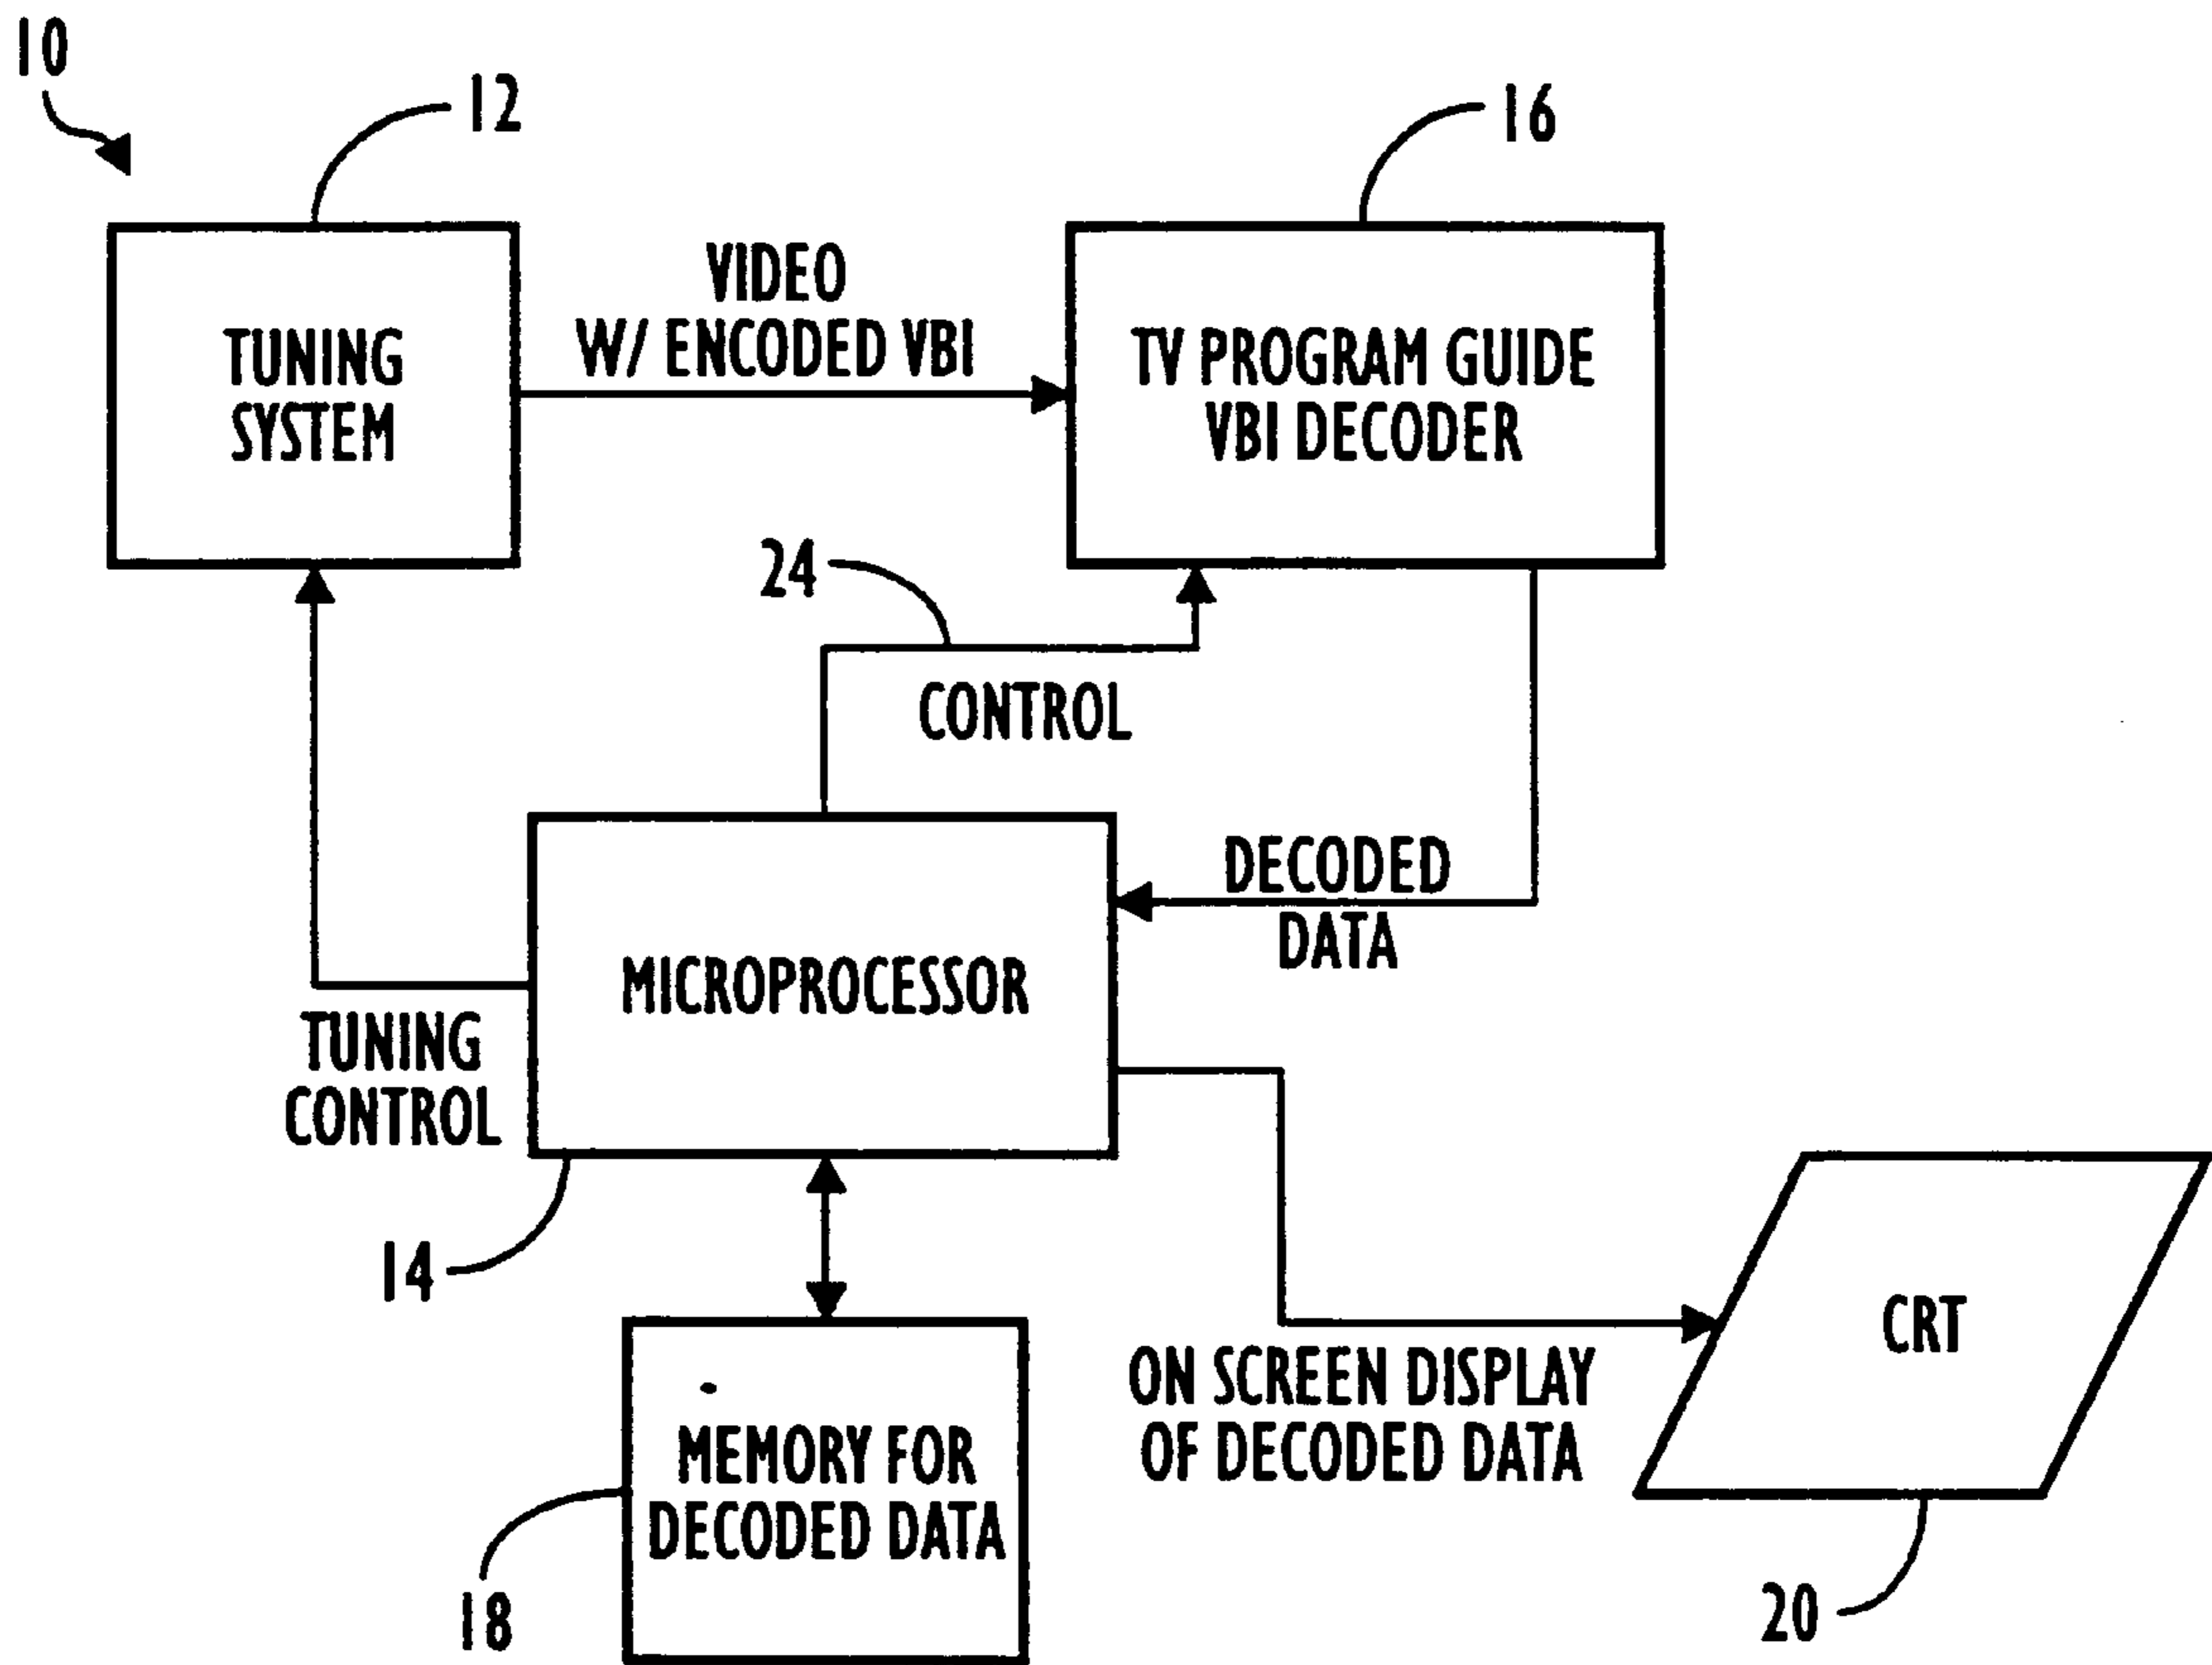 10
12
16
TUNING
SYSTEM
VIDEO
W/ ENCODED VBI
TV PROGRAM GUIDE
VBI DECODER
24
CONTROL
DECODED
DATA
MICROPROCESSOR
TUNING
CONTROL
14
CRT
ON SCREEN DISPLAY
OF DECODED DATA
MEMORY FOR
DECODED DATA
18
20